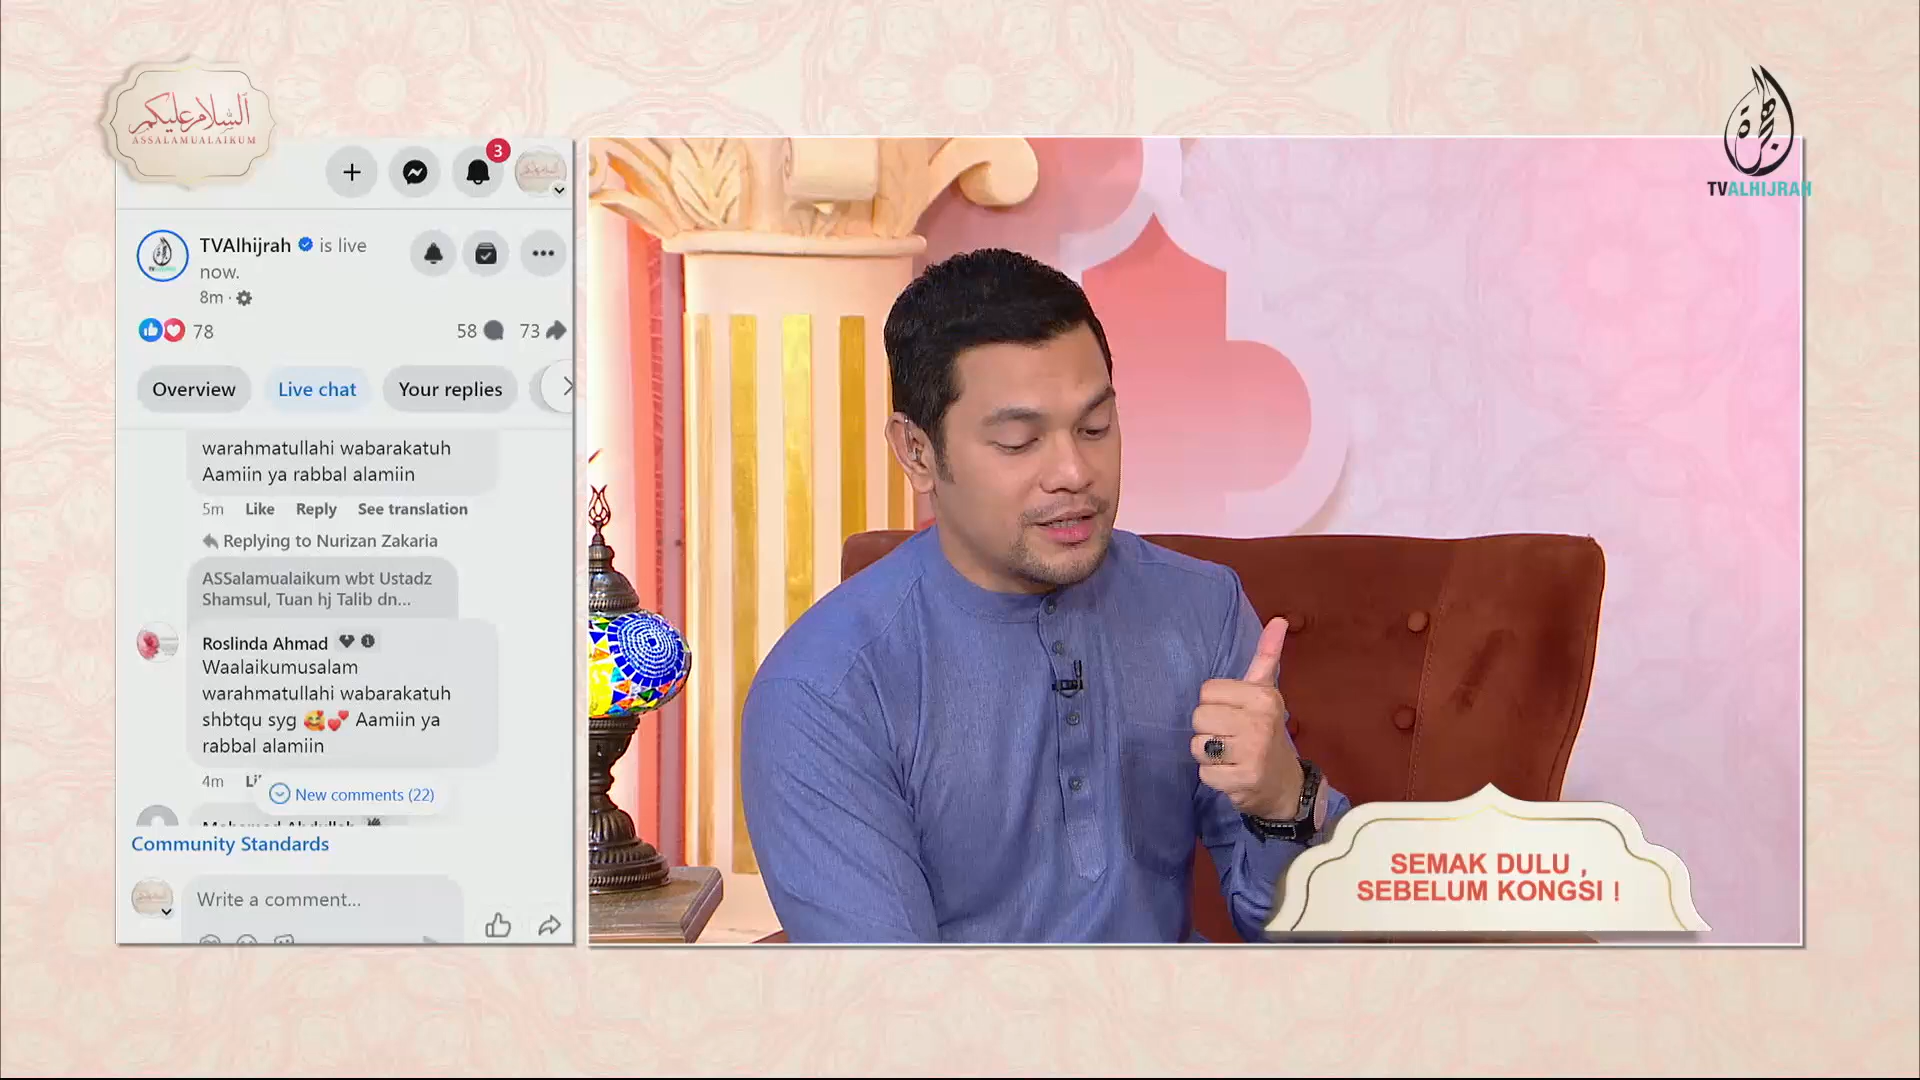 السلام عليكم
ASSALAMUALAIKUM
3
TVAlhijrah is live
now.
8m ·
78
58
73
Overview
Live chat
Your replies
warahmatullahi wabarakatuh
Aamiin ya rabbal alamiin
5m Like Reply See translation
Replying to Nurizan Zakaria
ASSalamualaikum wbt Ustadz
Shamsul, Tuan hj Talib dn...
Roslinda Ahmad
Waalaikumusalam
warahmatullahi wabarakatuh
shbtqu syg 🥰💕 Aamiin ya
rabbal alamiin
4m
New comments (22)
Community Standards
Write a comment...
هجرة
TVALHIJRAH
SEMAK DULU ,
SEBELUM KONGSI !